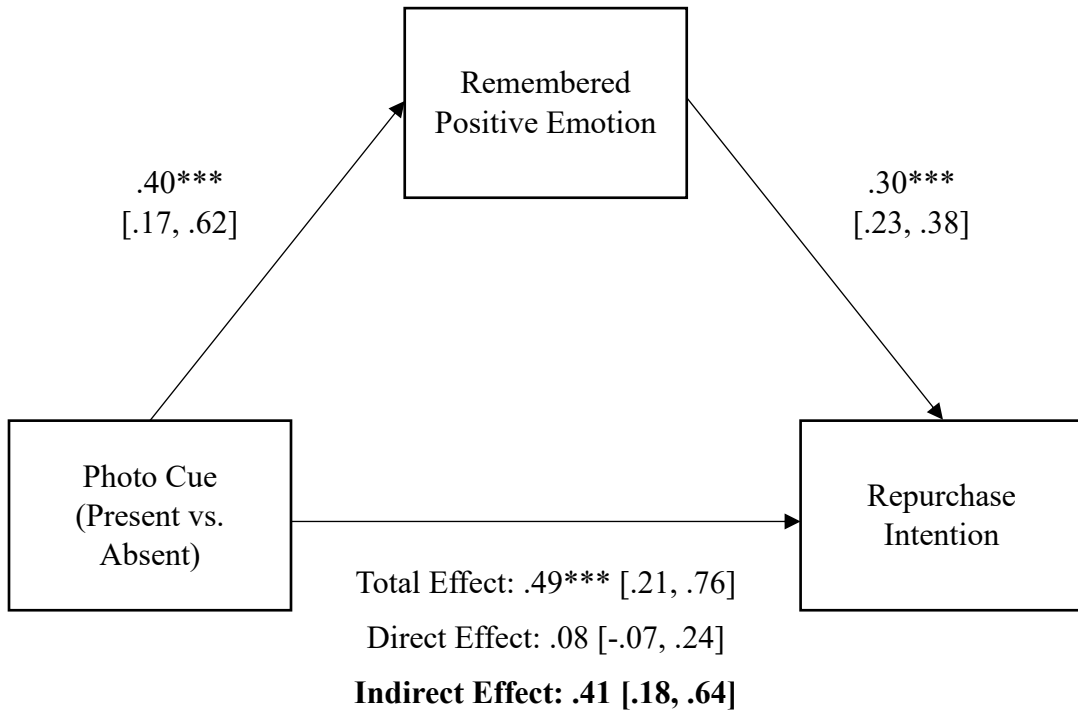 Remembered
Positive Emotion
.40***
[.17, .62]
.30***
[.23, .38]
Photo Cue
(Present vs.
Absent)
Repurchase
Intention
Total Effect: .49*** [.21, .76]
Direct Effect: .08 [-.07, .24]
Indirect Effect: .41 [.18, .64]